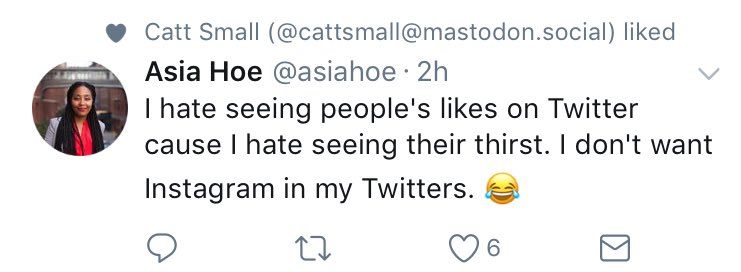 Catt Small (@cattsmall@mastodon.social) liked
Asia Hoe @asiahoe · 2h
I hate seeing people's likes on Twitter
cause I hate seeing their thirst. I don't want
Instagram in my Twitters. 😂
6